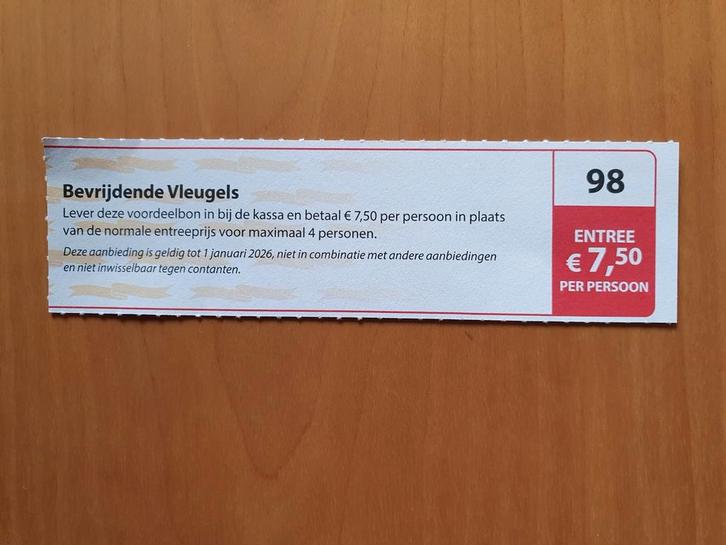 Bevrijdende Vleugels
Lever deze voordeelbon in bij de kassa en betaal € 7,50 per persoon in plaats
van de normale entreeprijs voor maximaal 4 personen.
Deze aanbieding is geldig tot 1 januari 2026, niet in combinatie met andere aanbiedingen
en niet inwisselbaar tegen contanten.
98
ENTREE
€ 7,50
PER PERSOON